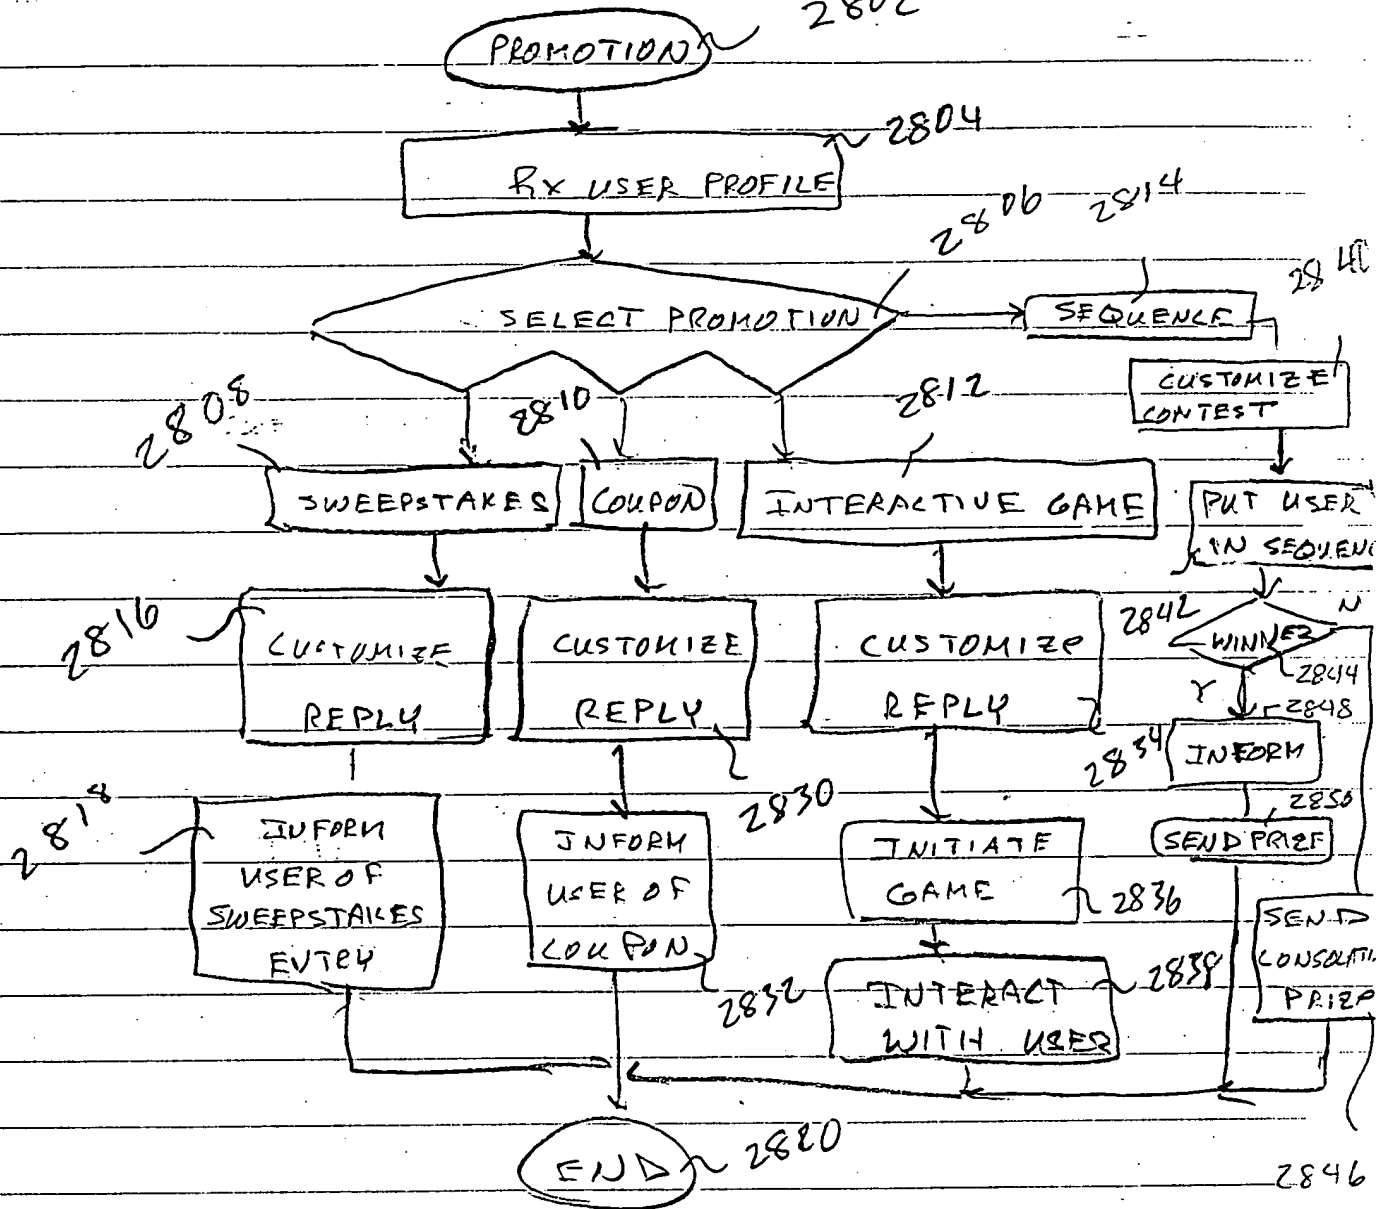 2802
PROMOTION
2804
Rx USER PROFILE
2806
2814
SELECT PROMOTION
SEQUENCE
2840
CUSTOMIZE
CONTEST
2808
2810
2812
SWEEPSTAKES
COUPON
INTERACTIVE GAME
PUT USER
IN SEQUENC
2816
CUSTOMIZE
REPLY
CUSTOMIZE
REPLY
2830
CUSTOMIZE
REPLY
2834
2842
WINNER
N
2844
Y
2848
INFORM
2850
SEND PRIZE
2818
INFORM
USER OF
SWEEPSTAKES
ENTRY
INFORM
USER OF
COUPON
2832
INITIATE
GAME
2836
INTERACT
WITH USER
2838
SEND
CONSOLATI
PRIZE
2846
END
2820